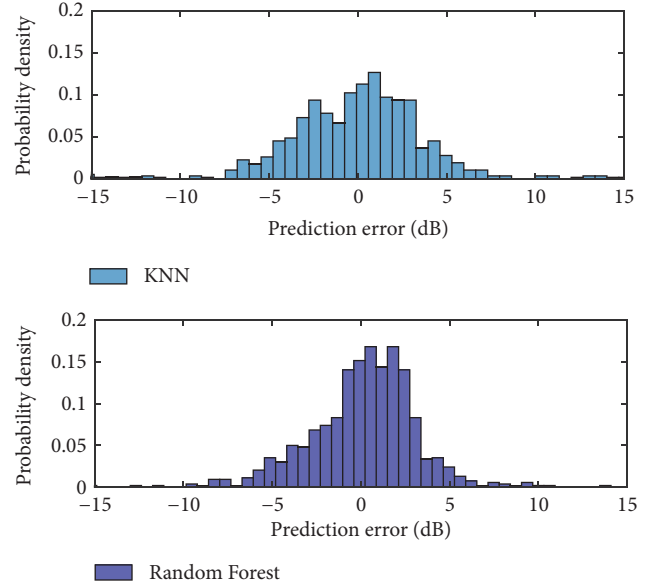 Probability density
0.2
0.15
0.1
0.05
0
−15 −10 −5 0 5 10 15
Prediction error (dB)
KNN
Probability density
0.2
0.15
0.1
0.05
0
−15 −10 −5 0 5 10 15
Prediction error (dB)
Random Forest